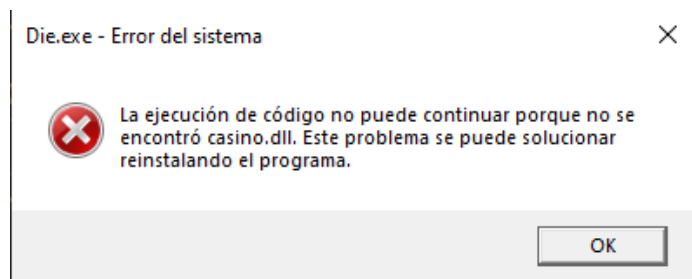 Die.exe - Error del sistema
La ejecución de código no puede continuar porque no se
encontró casino.dll. Este problema se puede solucionar
reinstalando el programa.
OK